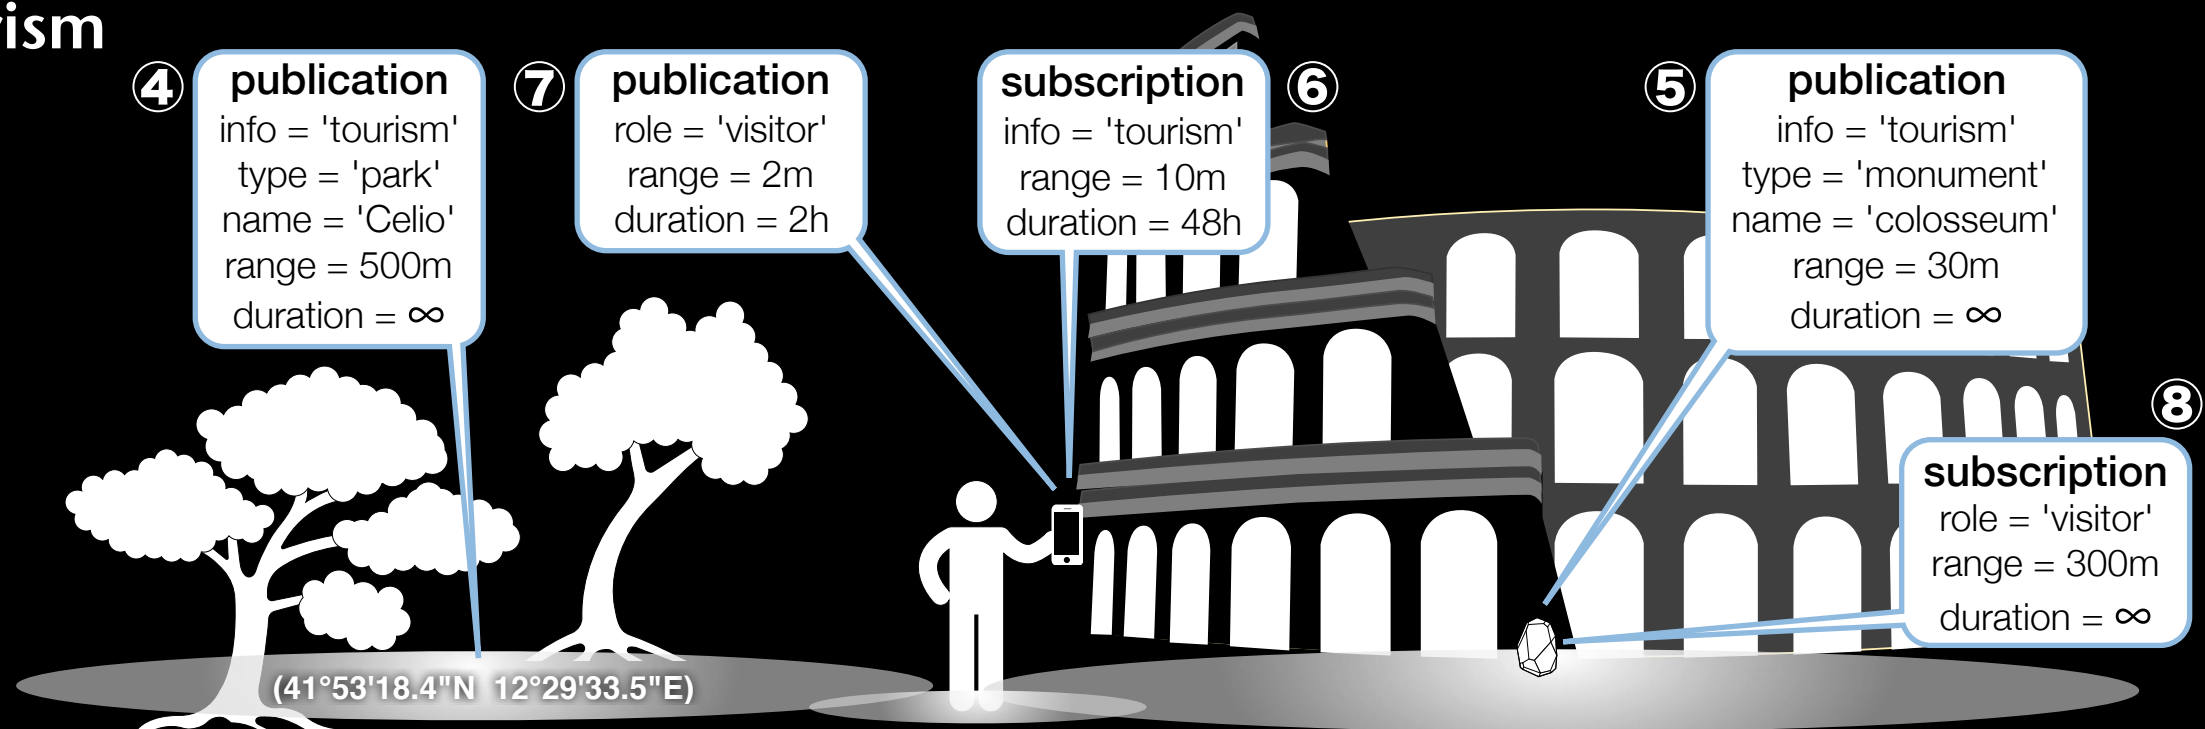 rism
④
publication
info = 'tourism'
type = 'park'
name = 'Celio'
range = 500m
duration = ∞
⑦
publication
role = 'visitor'
range = 2m
duration = 2h
subscription
info = 'tourism'
range = 10m
duration = 48h
⑥
⑤
publication
info = 'tourism'
type = 'monument'
name = 'colosseum'
range = 30m
duration = ∞
⑧
subscription
role = 'visitor'
range = 300m
duration = ∞
(41°53'18.4"N 12°29'33.5"E)